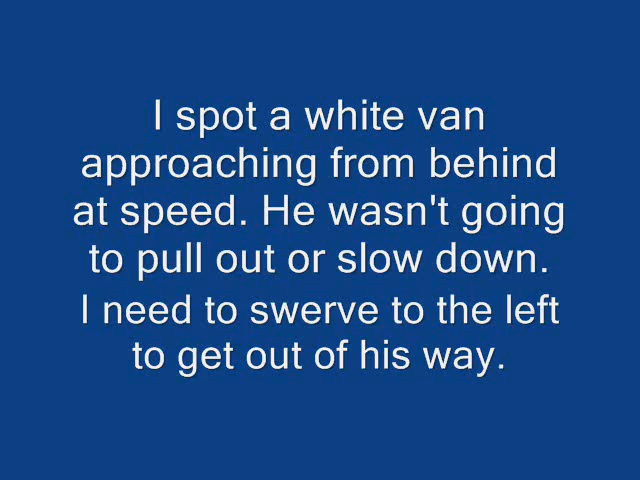 I spot a white van
approaching from behind
at speed. He wasn't going
to pull out or slow down.
I need to swerve to the left
to get out of his way.